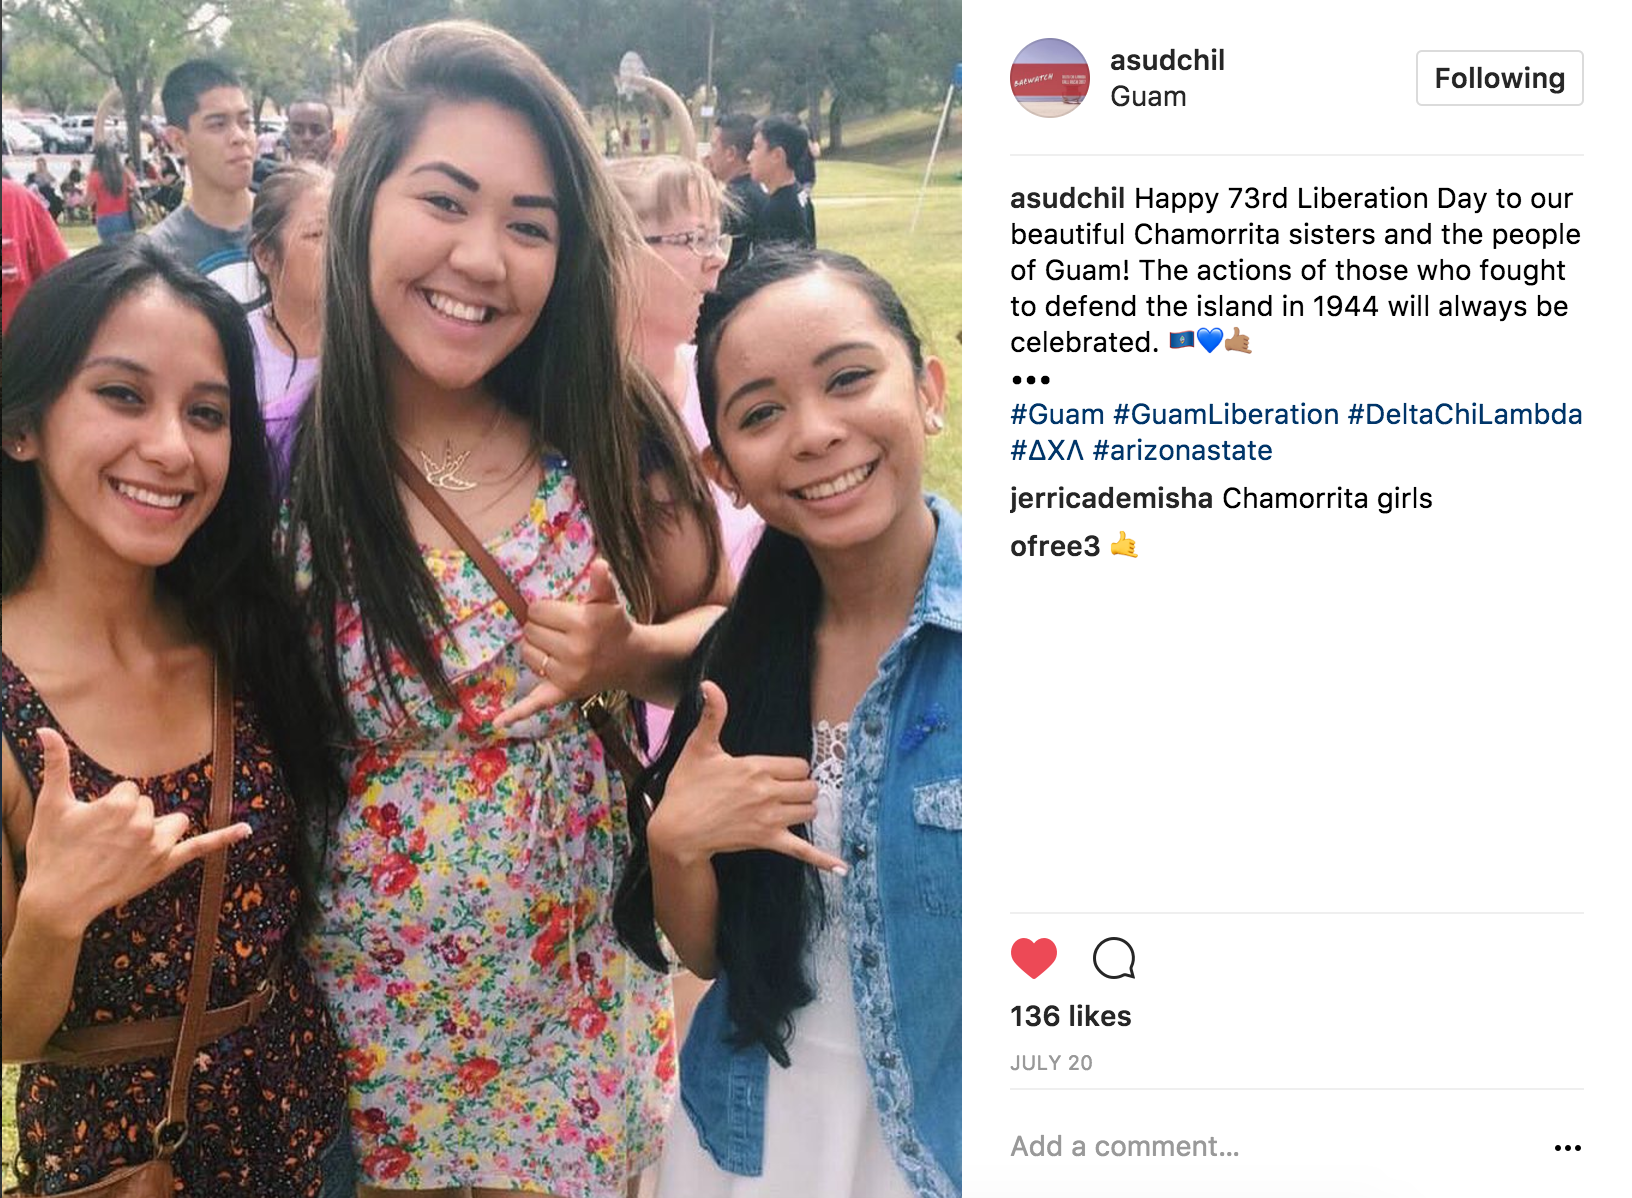 BAEWATCH
asudchil
Guam
Following
asudchil Happy 73rd Liberation Day to our
beautiful Chamorrita sisters and the people
of Guam! The actions of those who fought
to defend the island in 1944 will always be
celebrated. 🇬🇺💙🤙🏽
•••
#Guam #GuamLiberation #DeltaChiLambda
#ΔΧΛ #arizonastate
jerricademisha Chamorrita girls
ofree3 🤙
136 likes
JULY 20
Add a comment...